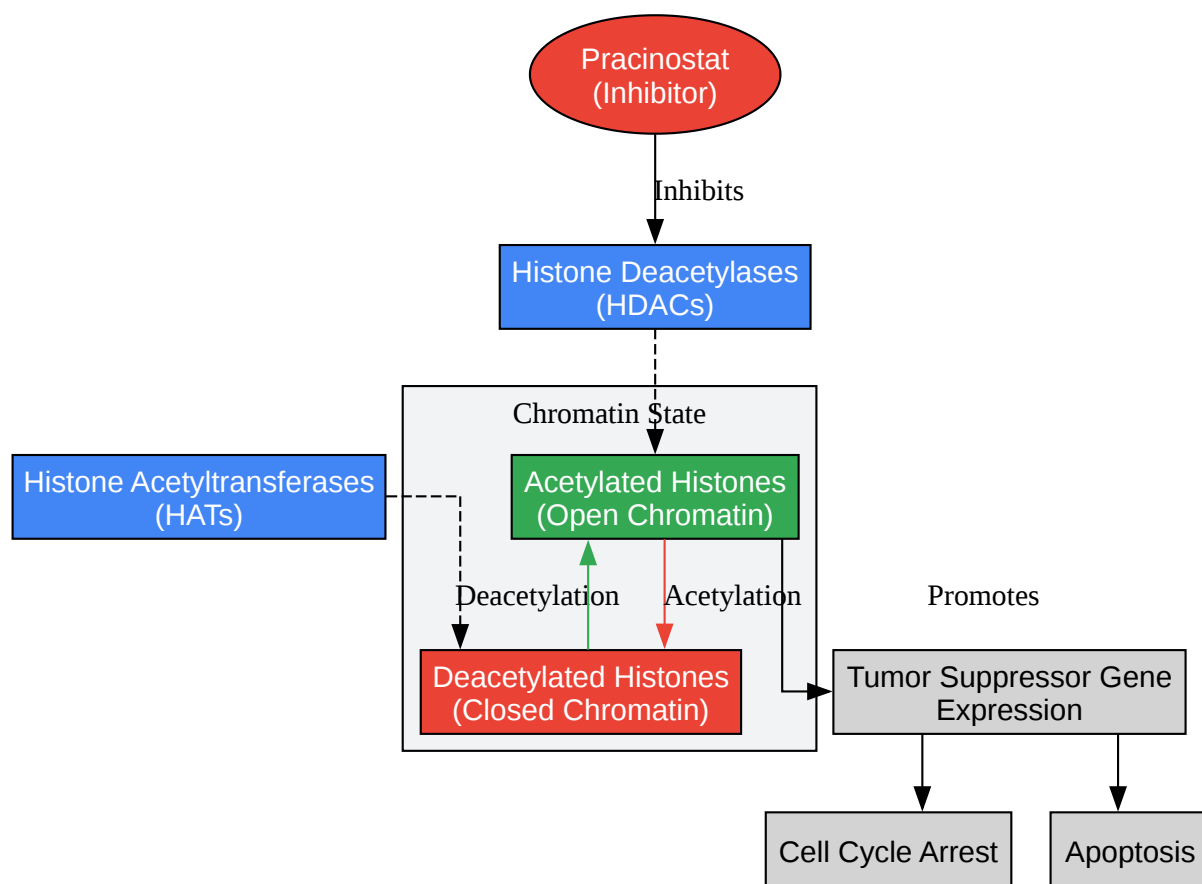 Pracinostat
(Inhibitor)
Inhibits
Histone Deacetylases
(HDACs)
Chromatin State
Histone Acetyltransferases
(HATs)
Acetylated Histones
(Open Chromatin)
Deacetylation
Acetylation
Promotes
Deacetylated Histones
(Closed Chromatin)
Tumor Suppressor Gene
Expression
Cell Cycle Arrest
Apoptosis